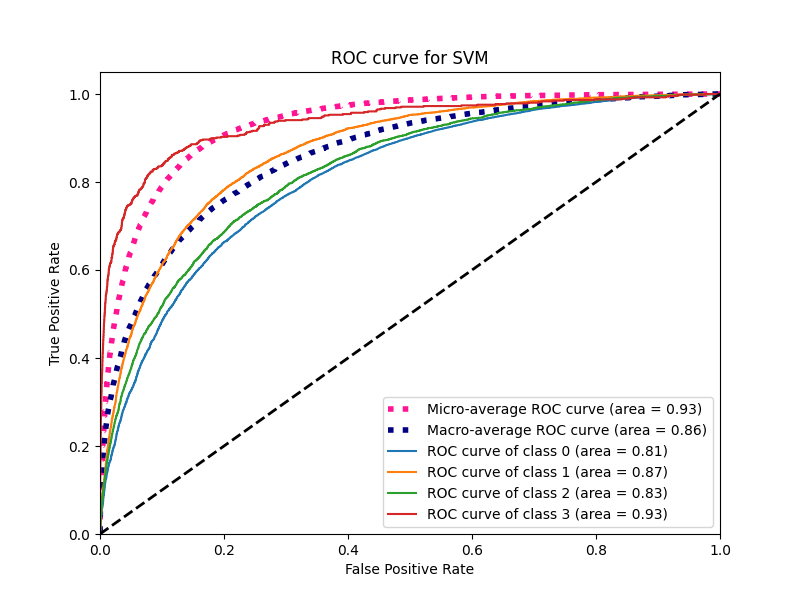 ROC curve for SVM
True Positive Rate
1.0
0.8
0.6
0.4
0.2
0.0
Micro-average ROC curve (area = 0.93)
Macro-average ROC curve (area = 0.86)
ROC curve of class 0 (area = 0.81)
ROC curve of class 1 (area = 0.87)
ROC curve of class 2 (area = 0.83)
ROC curve of class 3 (area = 0.93)
0.0 0.2 0.4 0.6 0.8 1.0
False Positive Rate